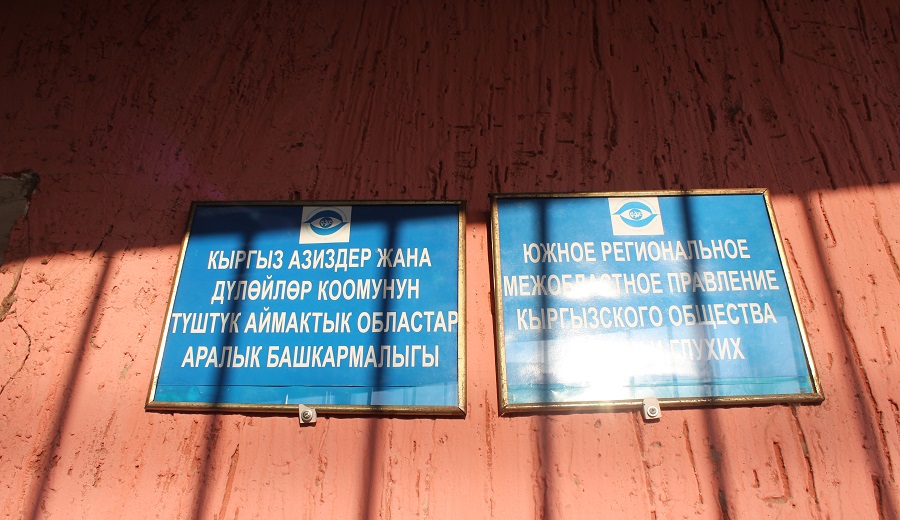 КЫРГЫЗ АЗИЗДЕР ЖАНА
ДҮЛӨЙЛӨР КООМУНУН
ТҮШТҮК АЙМАКТЫК ОБЛАСТАР
АРАЛЫК БАШКАРМАЛЫГЫ
ЮЖНОЕ РЕГИОНАЛЬНОЕ
МЕЖОБЛАСТНОЕ ПРАВЛЕНИЕ
КЫРГЫЗСКОГО ОБЩЕСТВА
И ГЛУХИХ